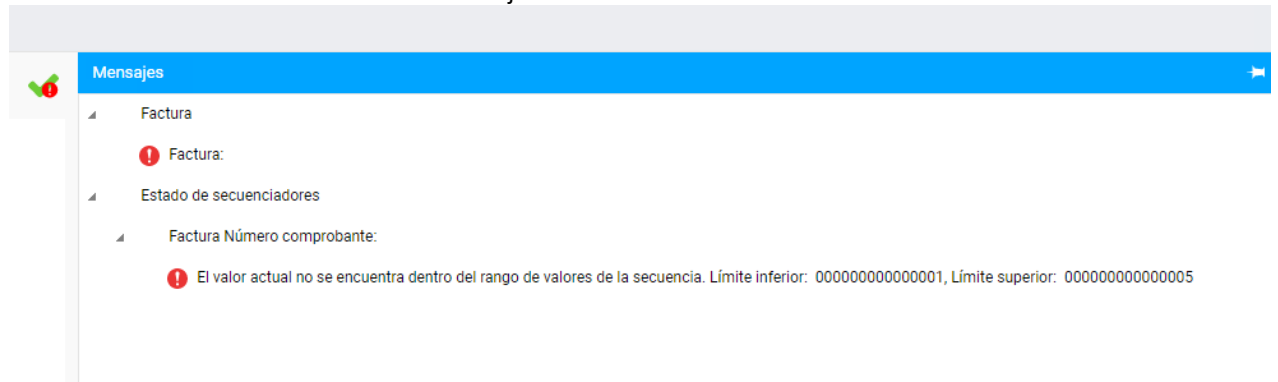 Mensajes
Factura
Factura:
Estado de secuenciadores
Factura Número comprobante:
El valor actual no se encuentra dentro del rango de valores de la secuencia. Límite inferior: 000000000000001, Límite superior: 000000000000005